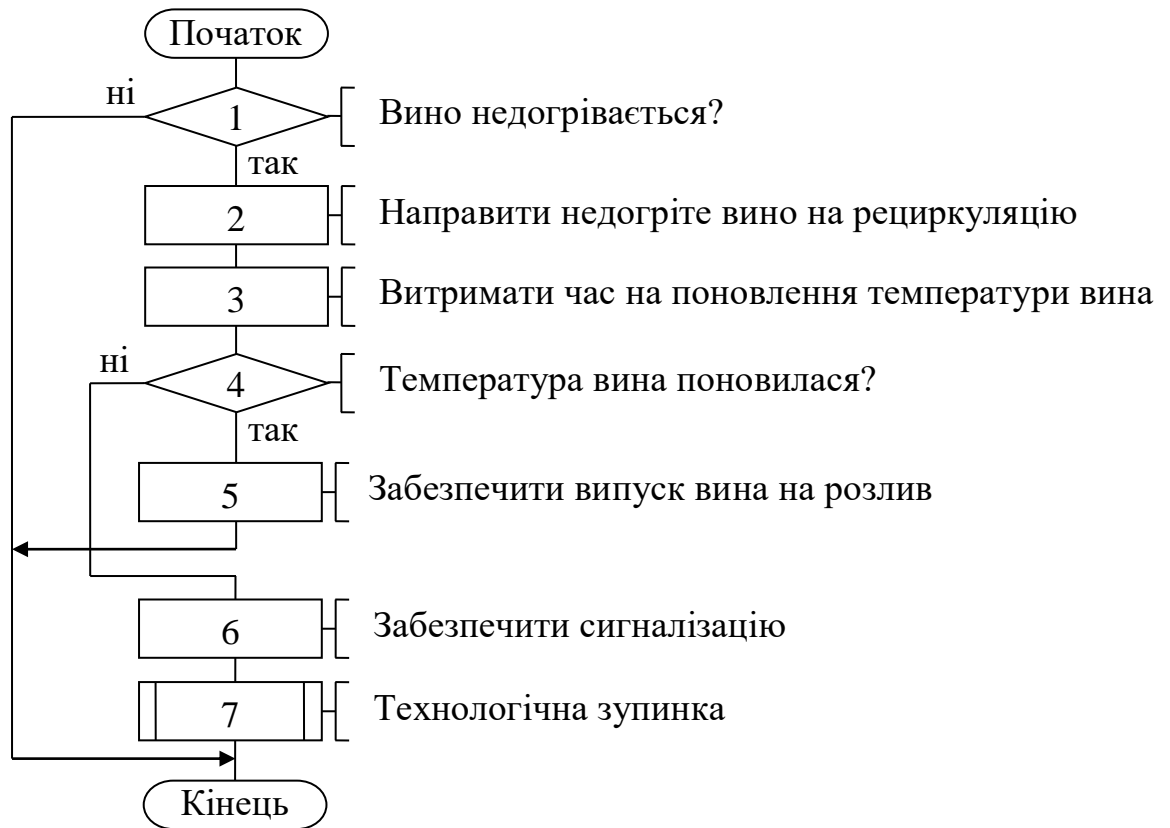 Початок
ні
1
Вино недогрівається?
так
2
Направити недогріте вино на рециркуляцію
3
Витримати час на поновлення температури вина
ні
4
Температура вина поновилася?
так
5
Забезпечити випуск вина на розлив
6
Забезпечити сигналізацію
7
Технологічна зупинка
Кінець